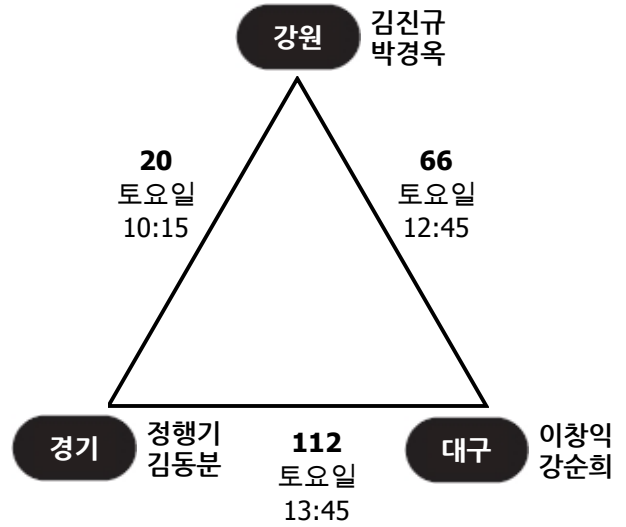 강원
김진규
박경옥
20
토요일
10:15
66
토요일
12:45
경기
정행기
김동분
112
토요일
13:45
대구
이창익
강순희